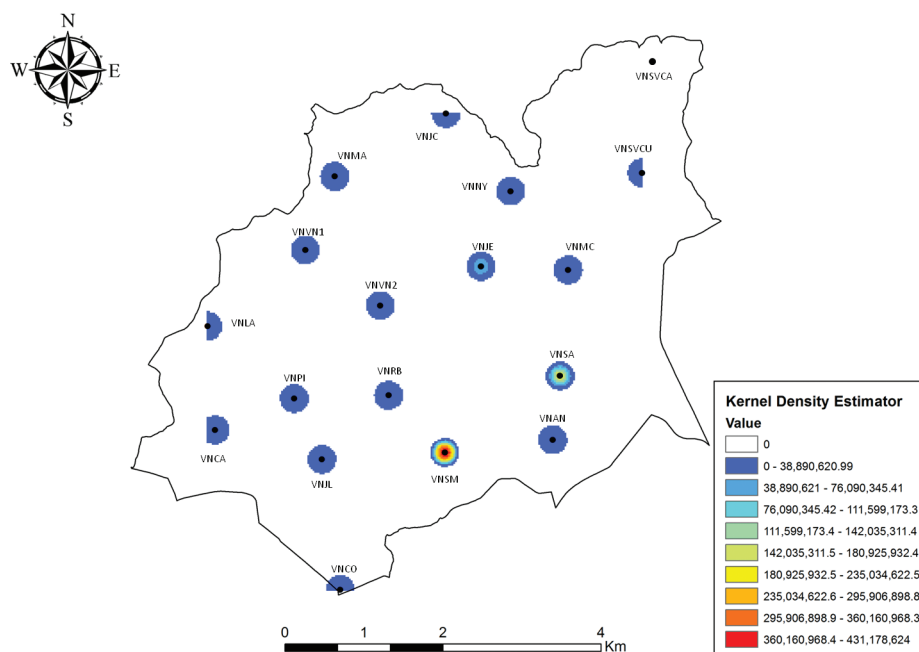 N
W E
S
VNSVCA
VNJC
VNMA
VNSVCU
VNNY
VNVN1
VNJE
VNMC
VNVN2
VNLA
VNSA
VNPI
VNRB
VNCA
VNAN
VNJL
VNSM
VNCO
0 1 2 4
Km
Kernel Density Estimator
Value
0
0 - 38,890,620.99
38,890,621 - 76,090,345.41
76,090,345.42 - 111,599,173.3
111,599,173.4 - 142,035,311.4
142,035,311.5 - 180,925,932.4
180,925,932.5 - 235,034,622.5
235,034,622.6 - 295,906,898.8
295,906,898.9 - 360,160,968.3
360,160,968.4 - 431,178,624